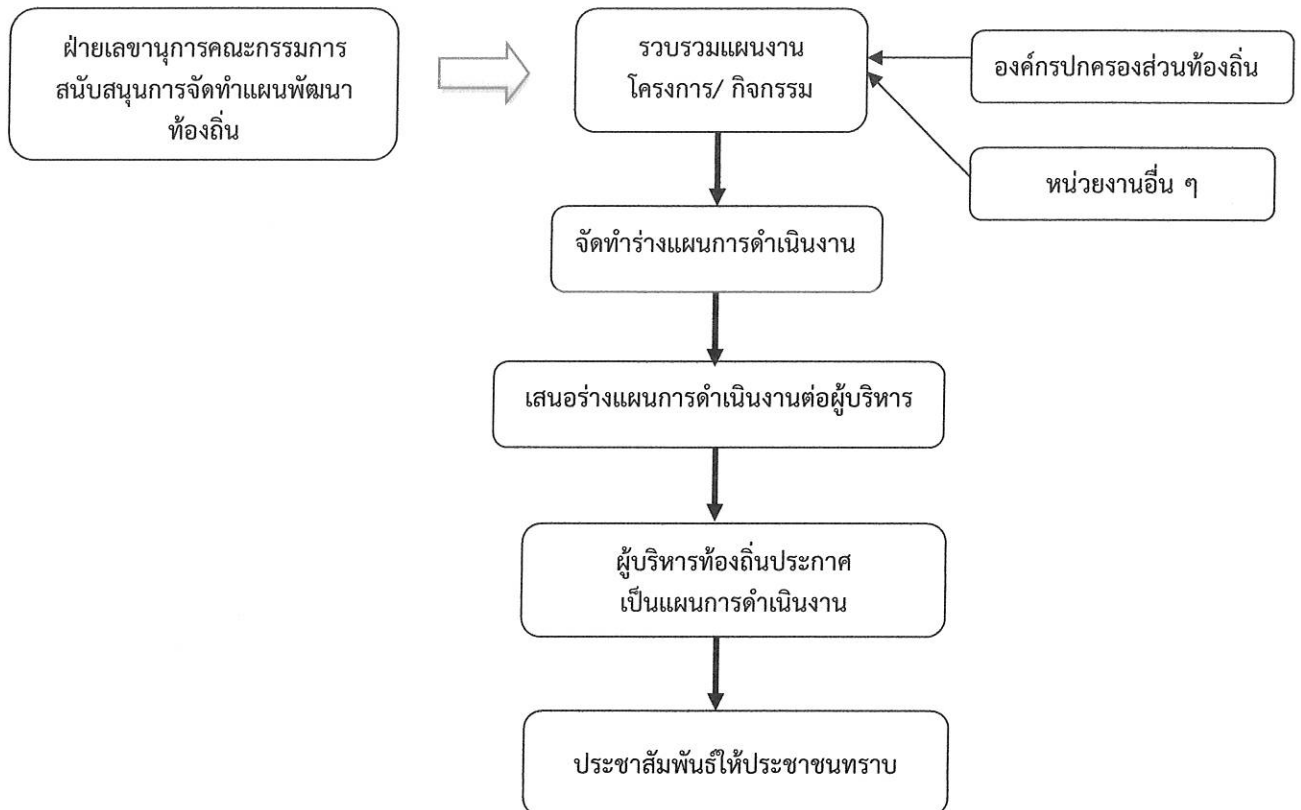 ฝ่ายเลขานุการคณะกรรมการ
สนับสนุนการจัดทำแผนพัฒนา
ท้องถิ่น
รวบรวมแผนงาน
โครงการ/ กิจกรรม
องค์กรปกครองส่วนท้องถิ่น
หน่วยงานอื่น ๆ
จัดทำร่างแผนการดำเนินงาน
เสนอร่างแผนการดำเนินงานต่อผู้บริหาร
ผู้บริหารท้องถิ่นประกาศ
เป็นแผนการดำเนินงาน
ประชาสัมพันธ์ให้ประชาชนทราบ